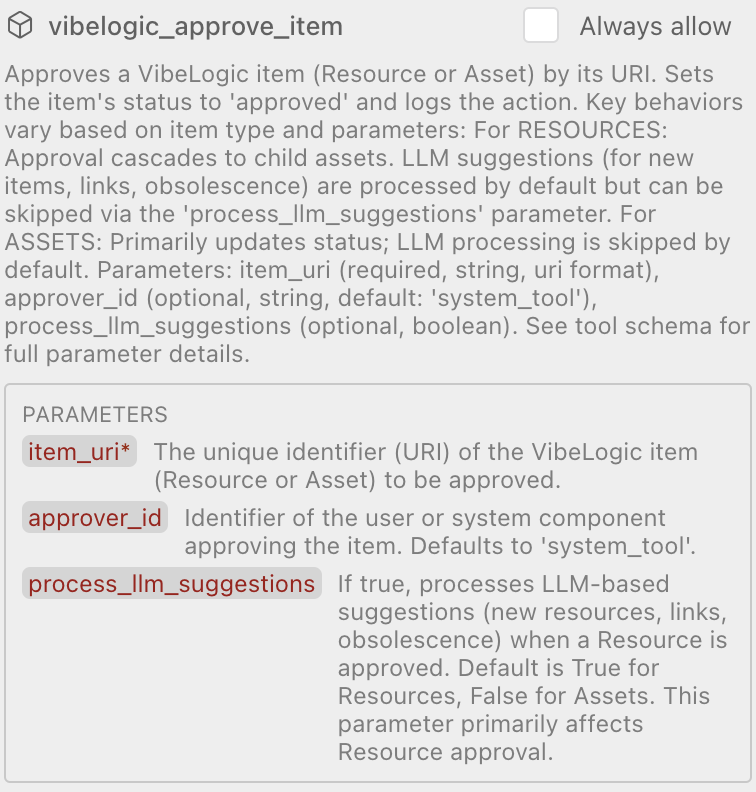 vibelogic_approve_item
Always allow
Approves a VibeLogic item (Resource or Asset) by its URI. Sets
the item's status to 'approved' and logs the action. Key behaviors
vary based on item type and parameters: For RESOURCES:
Approval cascades to child assets. LLM suggestions (for new
items, links, obsolescence) are processed by default but can be
skipped via the 'process_llm_suggestions' parameter. For
ASSETS: Primarily updates status; LLM processing is skipped by
default. Parameters: item_uri (required, string, uri format),
approver_id (optional, string, default: 'system_tool'),
process_llm_suggestions (optional, boolean). See tool schema for
full parameter details.
PARAMETERS
item_uri* The unique identifier (URI) of the VibeLogic item
(Resource or Asset) to be approved.
approver_id Identifier of the user or system component
approving the item. Defaults to 'system_tool'.
process_llm_suggestions If true, processes LLM-based
suggestions (new resources, links,
obsolescence) when a Resource is
approved. Default is True for
Resources, False for Assets. This
parameter primarily affects
Resource approval.